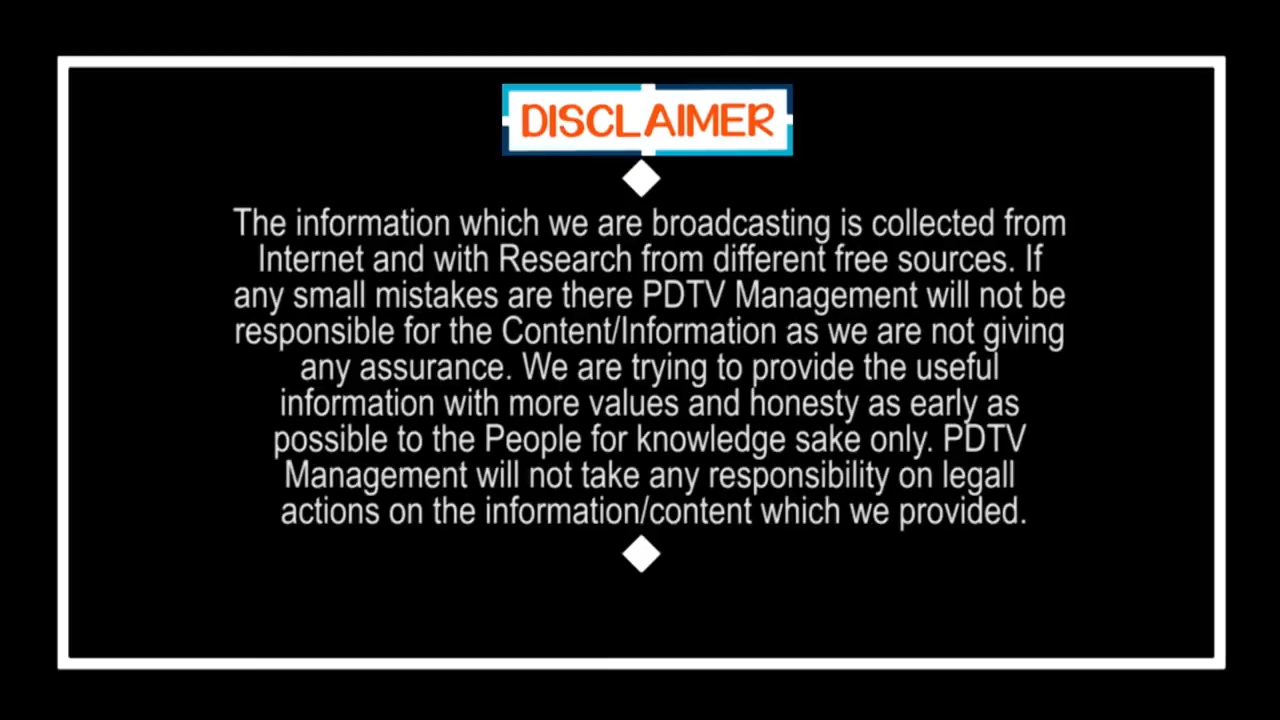 DISCLAIMER
The information which we are broadcasting is collected from
Internet and with Research from different free sources. If
any small mistakes are there PDTV Management will not be
responsible for the Content/Information as we are not giving
any assurance. We are trying to provide the useful
information with more values and honesty as early as
possible to the People for knowledge sake only. PDTV
Management will not take any responsibility on legall
actions on the information/content which we provided.